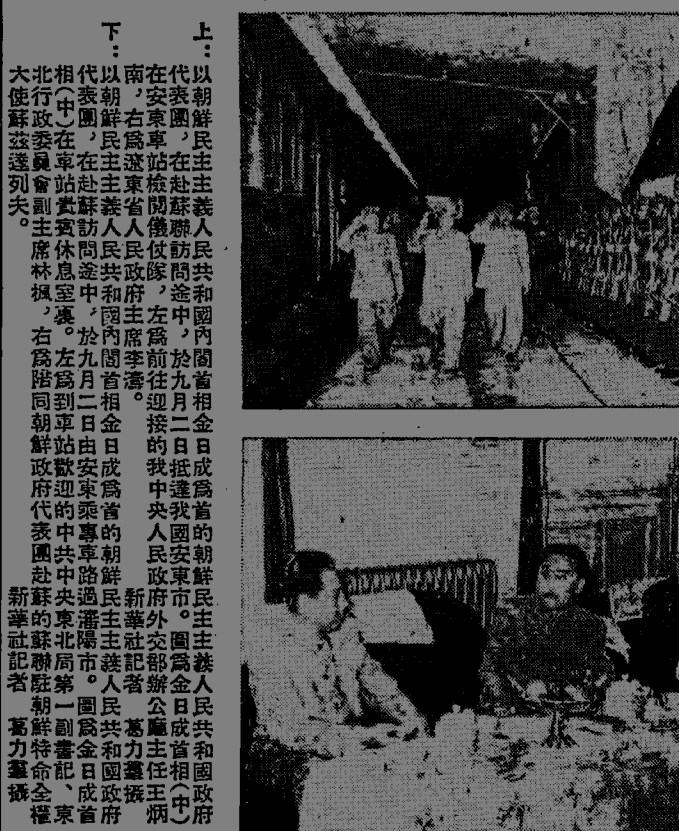 上：以朝鮮民主主義人民共和國內閣首相金日成爲首的朝鮮民主主義人民共和國政府
代表團，在赴蘇聯訪問途中，於九月二日抵達我國安東市。圖爲金日成首相（中）
在安東車站檢閱儀仗隊，左爲前往迎接的我中央人民政府外交部辦公廳主任王炳
南，右爲遼東省人民政府主席李濤。　新華社記者　葛力羣攝
下：以朝鮮民主主義人民共和國內閣首相金日成爲首的朝鮮民主主義人民共和國政府
代表團，在赴蘇訪問途中，於九月二日由安東乘專車路過瀋陽市。圖爲金日成首
相（中）在車站貴賓休息室裏。左爲到車站歡迎的中共中央東北局第一副書記、東
北行政委員會副主席林楓，右爲陪同朝鮮政府代表團赴蘇的蘇聯駐朝鮮特命全權
大使蘇茲達列夫。　新華社記者　葛力羣攝